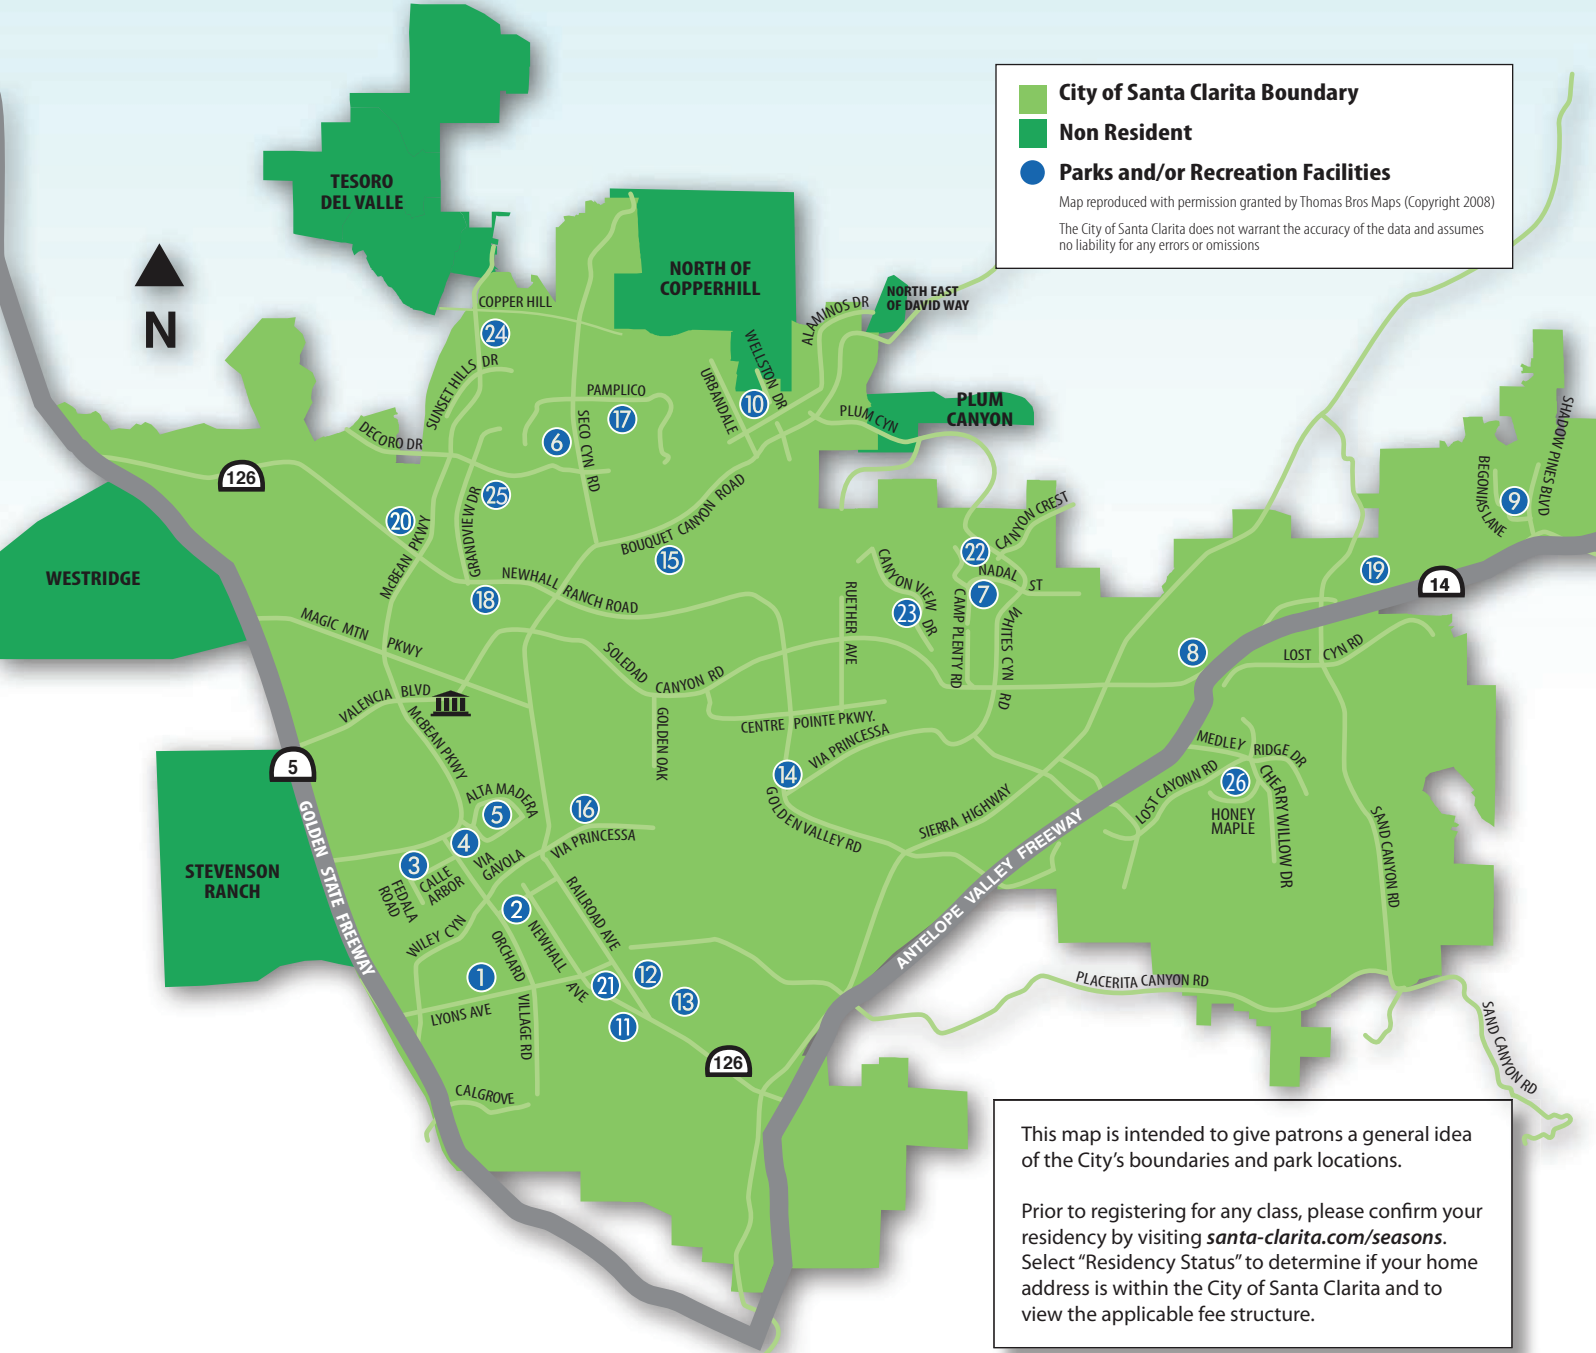 City of Santa Clarita Boundary
Non Resident
Parks and/or Recreation Facilities
Map reproduced with permission granted by Thomas Bros Maps (Copyright 2008)
The City of Santa Clarita does not warrant the accuracy of the data and assumes
no liability for any errors or omissions
TESORO
DEL VALLE
N
NORTH OF
COPPERHILL
NORTH EAST
OF DAVID WAY
COPPER HILL
ALAMINOS DR
24
SUNSET HILLS DR
WELLSTON DR
URBANDALE
PAMPLICO
10
17
PLUM CYN
PLUM
CANYON
DECORO DR
6
SECO CYN RD
126
25
GRANDVIEW DR
20
McBEAN PKWY
BOUQUET CANYON ROAD
15
SHADOW PINES BLVD
BEGONIAS LANE
9
CANYON CREST
22
NADAL ST
7
19
14
WESTRIDGE
NEWHALL RANCH ROAD
18
CANYON VIEW DR
23
RUETHER AVE
CAMP PLENTY RD
WHITES CYN RD
MAGIC MTN PKWY
8
LOST CYN RD
SOLEDAD CANYON RD
VALENCIA BLVD
McBEAN PKWY
GOLDEN OAK
CENTRE POINTE PKWY.
VIA PRINCESSA
14
MEDLEY RIDGE DR
LOST CAYONN RD
26
HONEY
MAPLE
CHERRY WILLOW DR
SAND CANYON RD
5
GOLDEN STATE FREEWAY
ALTA MADERA
5
16
VIA PRINCESSA
GOLDEN VALLEY RD
SIERRA HIGHWAY
ANTELOPE VALLEY FREEWAY
4
3
VIA
GAVOLA
CALLE
ARBOR
FEDALA
ROAD
STEVENSON
RANCH
RAILROAD AVE
2
WILEY CYN
ORCHARD VILLAGE RD
NEWHALL AVE
1
21
12
13
11
LYONS AVE
PLACERITA CANYON RD
SAND CANYON RD
126
CALGROVE
This map is intended to give patrons a general idea
of the City's boundaries and park locations.
Prior to registering for any class, please confirm your
residency by visiting santa-clarita.com/seasons.
Select “Residency Status” to determine if your home
address is within the City of Santa Clarita and to
view the applicable fee structure.